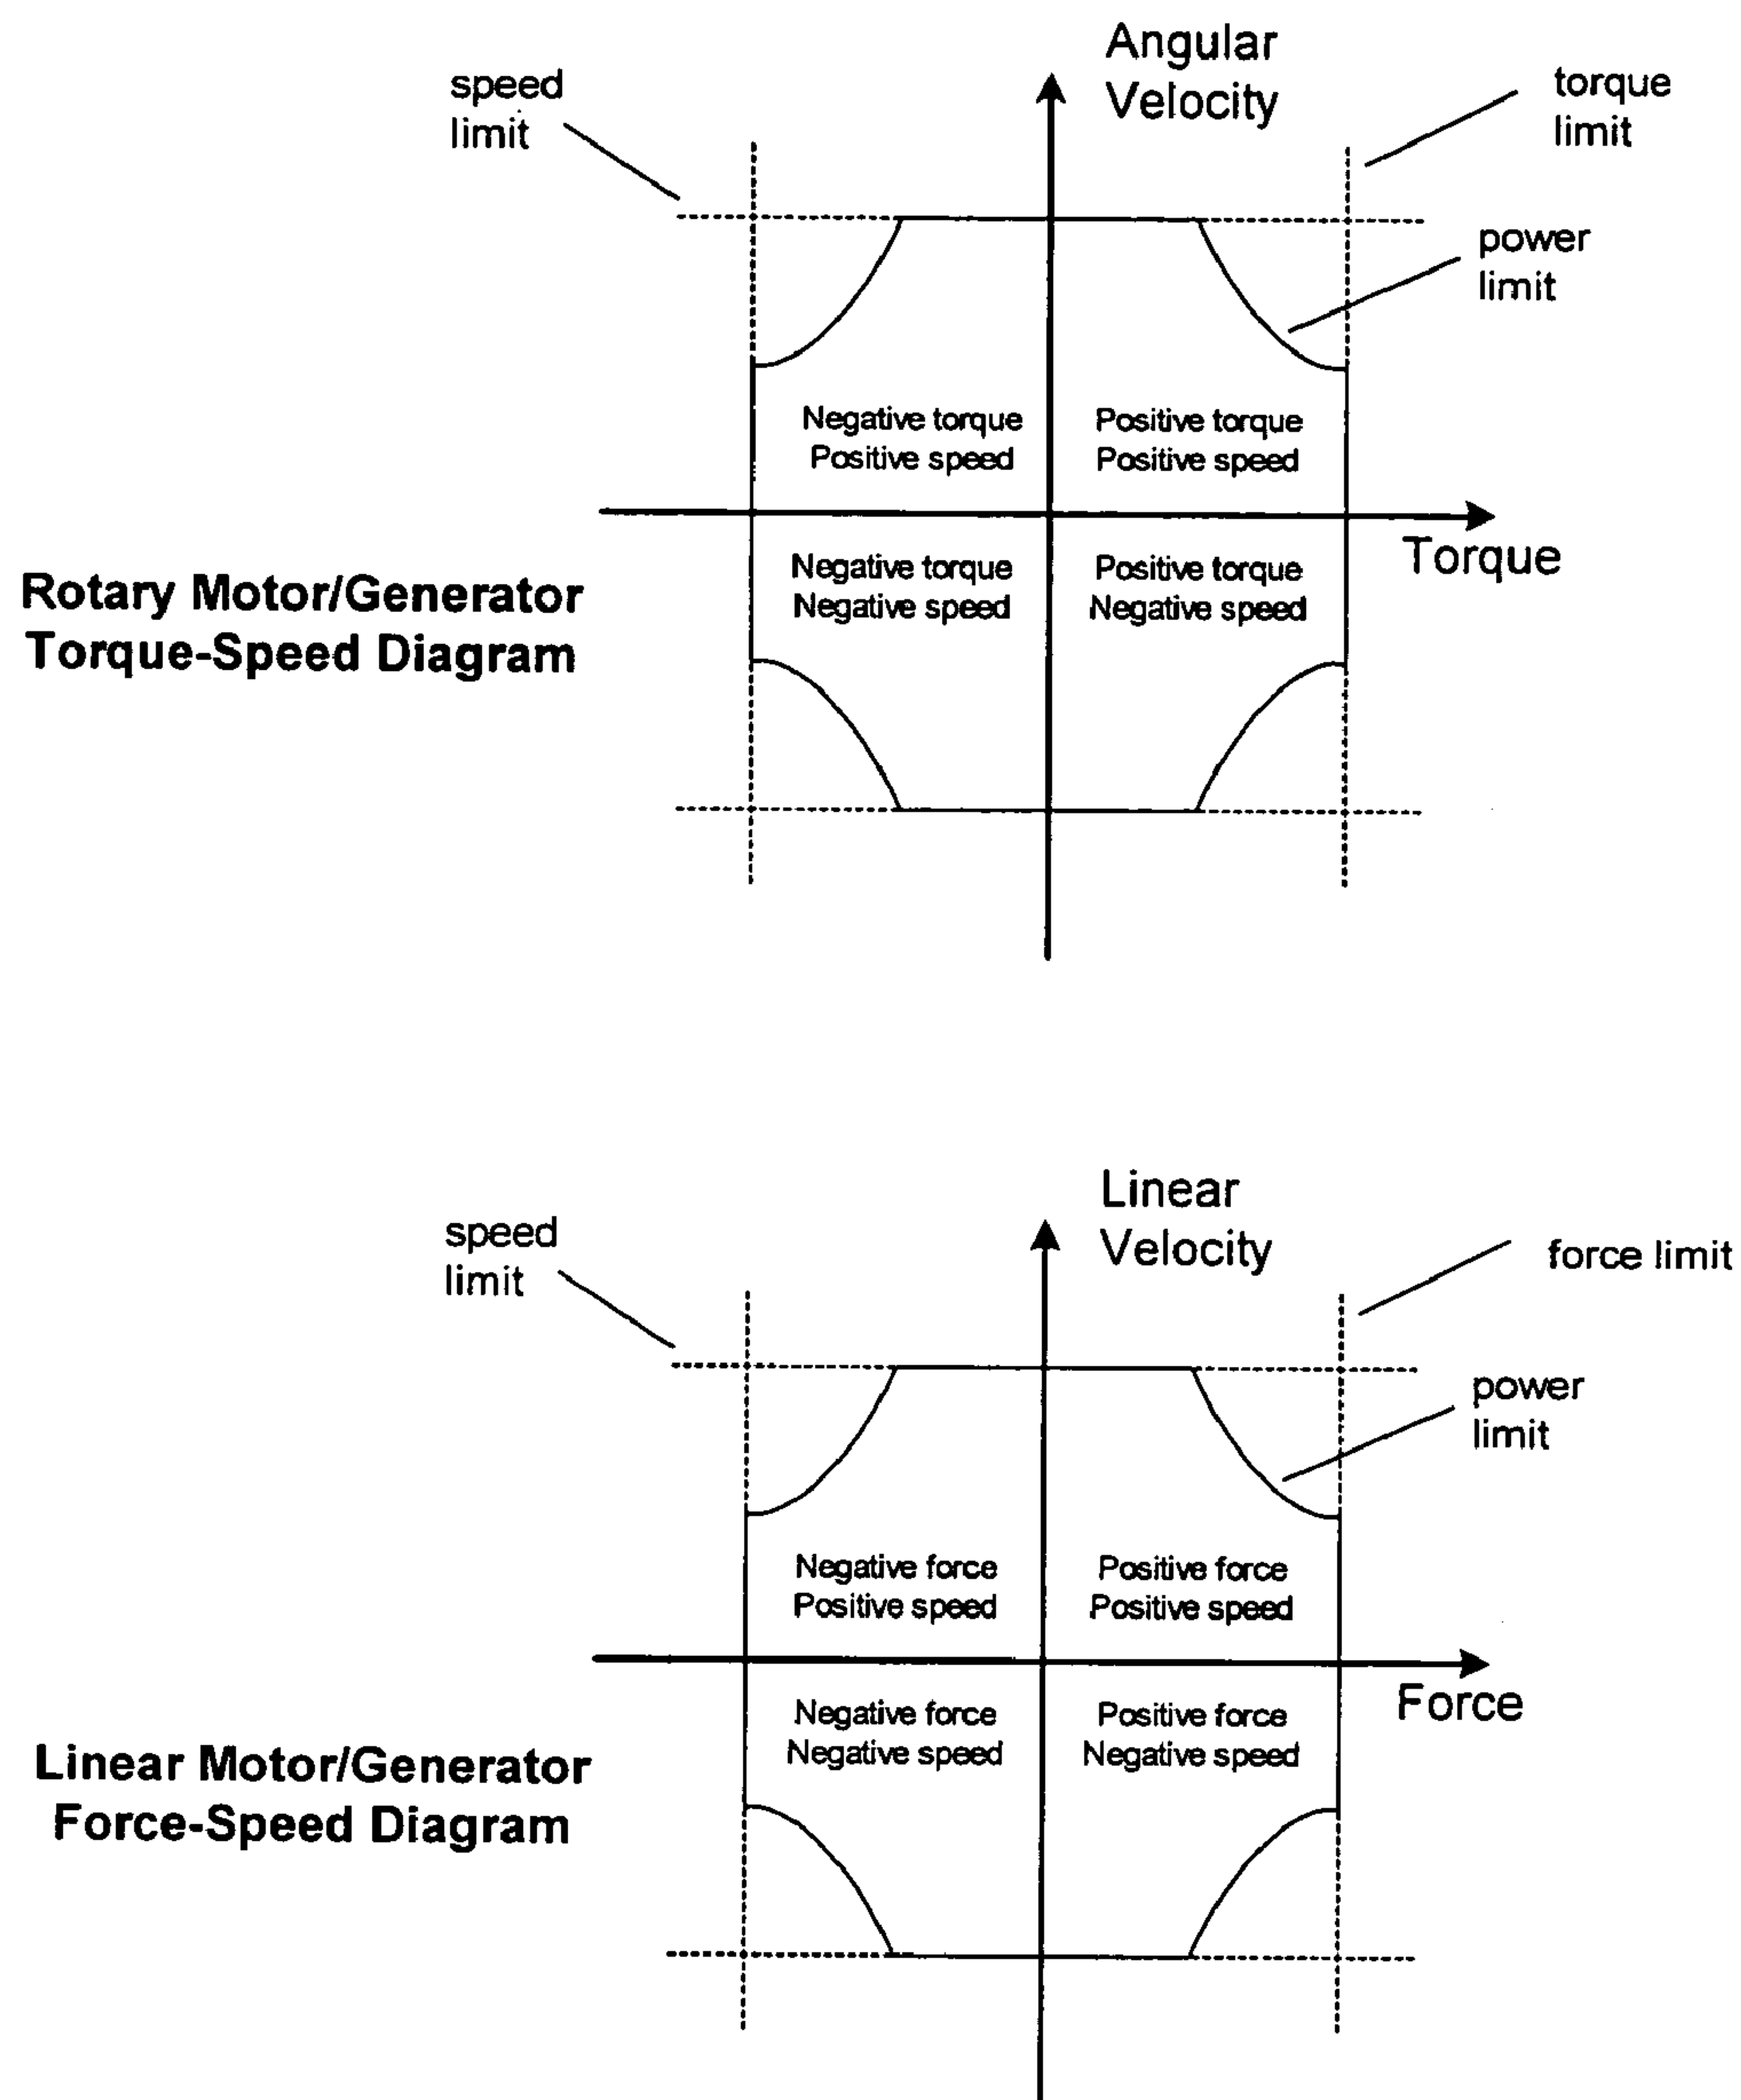 Angular
Velocity
speed
limit
torque
limit
power
limit
Negative torque
Positive speed
Positive torque
Positive speed
Torque
Negative torque
Negative speed
Positive torque
Negative speed
Rotary Motor/Generator
Torque-Speed Diagram
Linear
Velocity
speed
limit
force limit
power
limit
Negative force
Positive speed
Positive force
Positive speed
Force
Negative force
Negative speed
Positive force
Negative speed
Linear Motor/Generator
Force-Speed Diagram